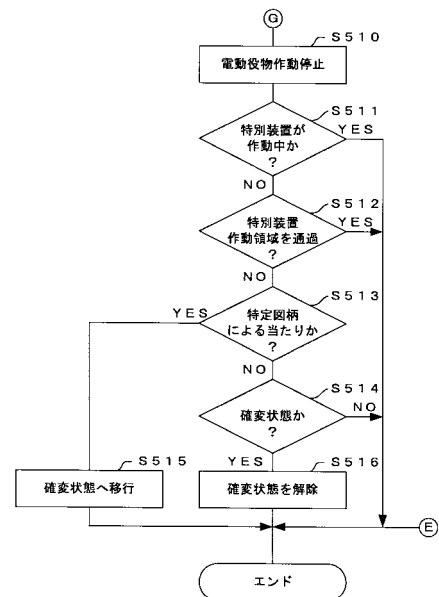 G
S510
電動役物作動停止
S511
特別装置が
作動中か
?
YES
NO
S512
特別装置
作動領域を通過
?
YES
NO
S513
特定図柄
による当たりか
?
YES
NO
S514
確変状態か
?
NO
YES
S515
確変状態へ移行
S516
確変状態を解除
E
エンド